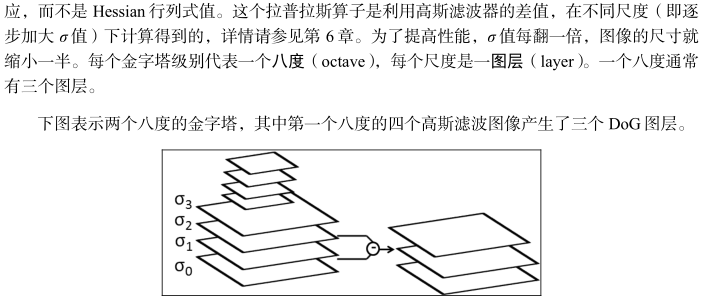 应，而不是 Hessian 行列式值。这个拉普拉斯算子是利用高斯滤波器的差值，在不同尺度（即逐
步加大 σ 值）下计算得到的，详情请参见第 6 章。为了提高性能，σ 值每翻一倍，图像的尺寸就
缩小一半。每个金字塔级别代表一个八度（octave），每个尺度是一图层（layer）。一个八度通常
有三个图层。
下图表示两个八度的金字塔，其中第一个八度的四个高斯滤波图像产生了三个 DoG 图层。
σ₃
σ₂
σ₁
σ₀
-